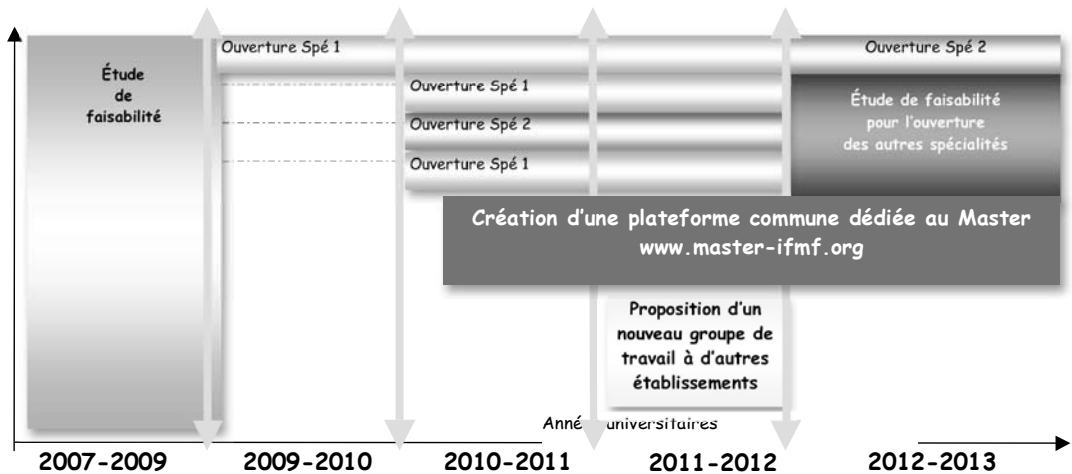 Étude
de
faisabilité
Ouverture Spé 1
Ouverture Spé 2
Ouverture Spé 1
Ouverture Spé 2
Ouverture Spé 1
Étude de faisabilité
pour l'ouverture
des autres spécialités
Création d'une plateforme commune dédiée au Master
www.master-ifmf.org
Proposition d'un
nouveau groupe de
travail à d'autres
établissements
universitaires
2007-2009
2009-2010
2010-2011
2011-2012
2012-2013